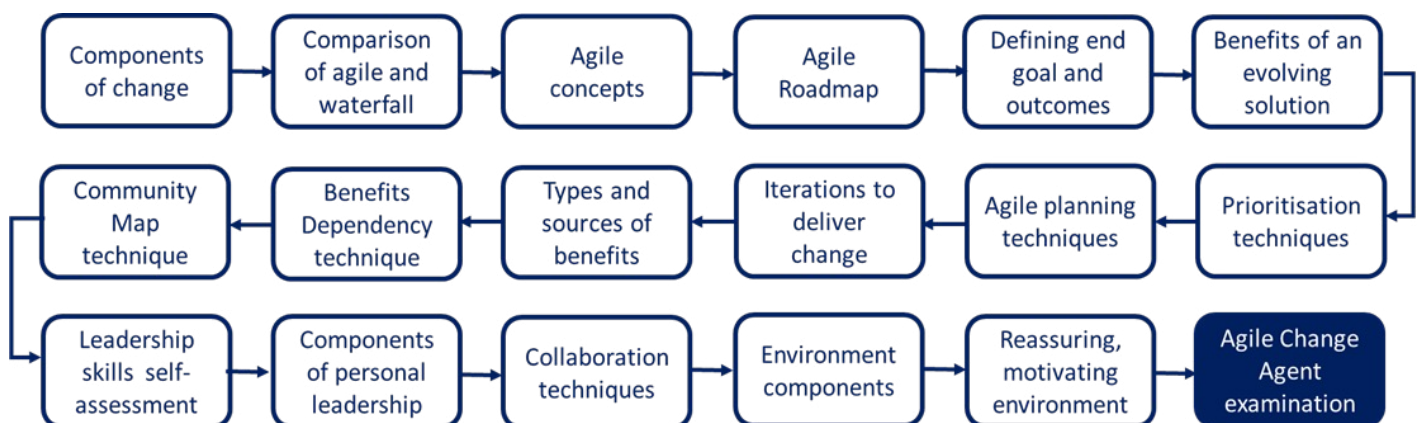 Components
of change
Comparison
of agile and
waterfall
Agile
concepts
Agile
Roadmap
Defining end
goal and
outcomes
Benefits of an
evolving
solution
Prioritisation
techniques
Agile planning
techniques
Iterations to
deliver
change
Types and
sources of
benefits
Benefits
Dependency
technique
Community
Map
technique
Leadership
skills self-
assessment
Components
of personal
leadership
Collaboration
techniques
Environment
components
Reassuring,
motivating
environment
Agile Change
Agent
examination